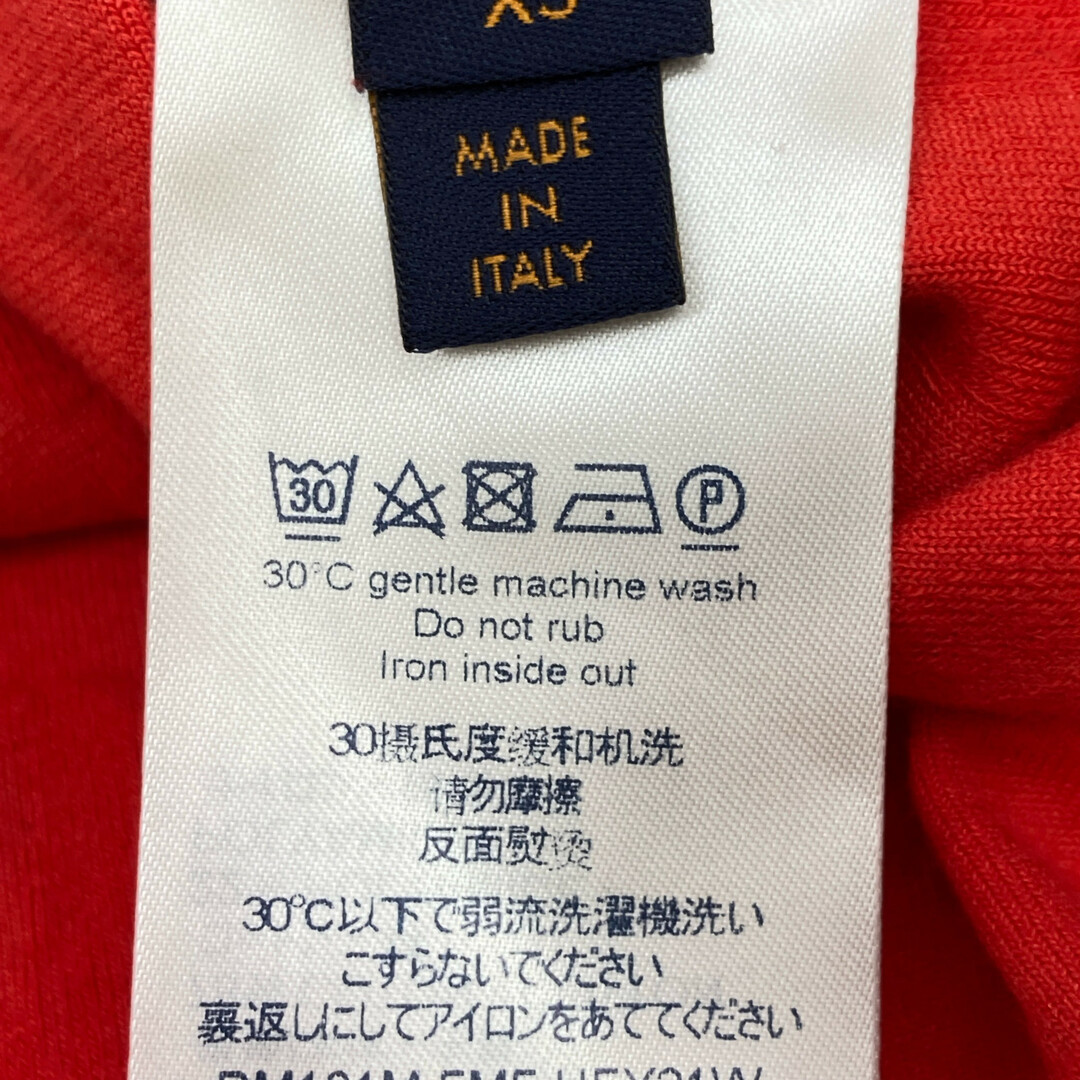 XS
MADE
IN
ITALY
30
P
30°C gentle machine wash
Do not rub
Iron inside out
30摄氏度缓和机洗
请勿摩擦
反面熨烫
30°C以下で弱流洗濯機洗い
こすらないでください
裏返しにしてアイロンをあててください